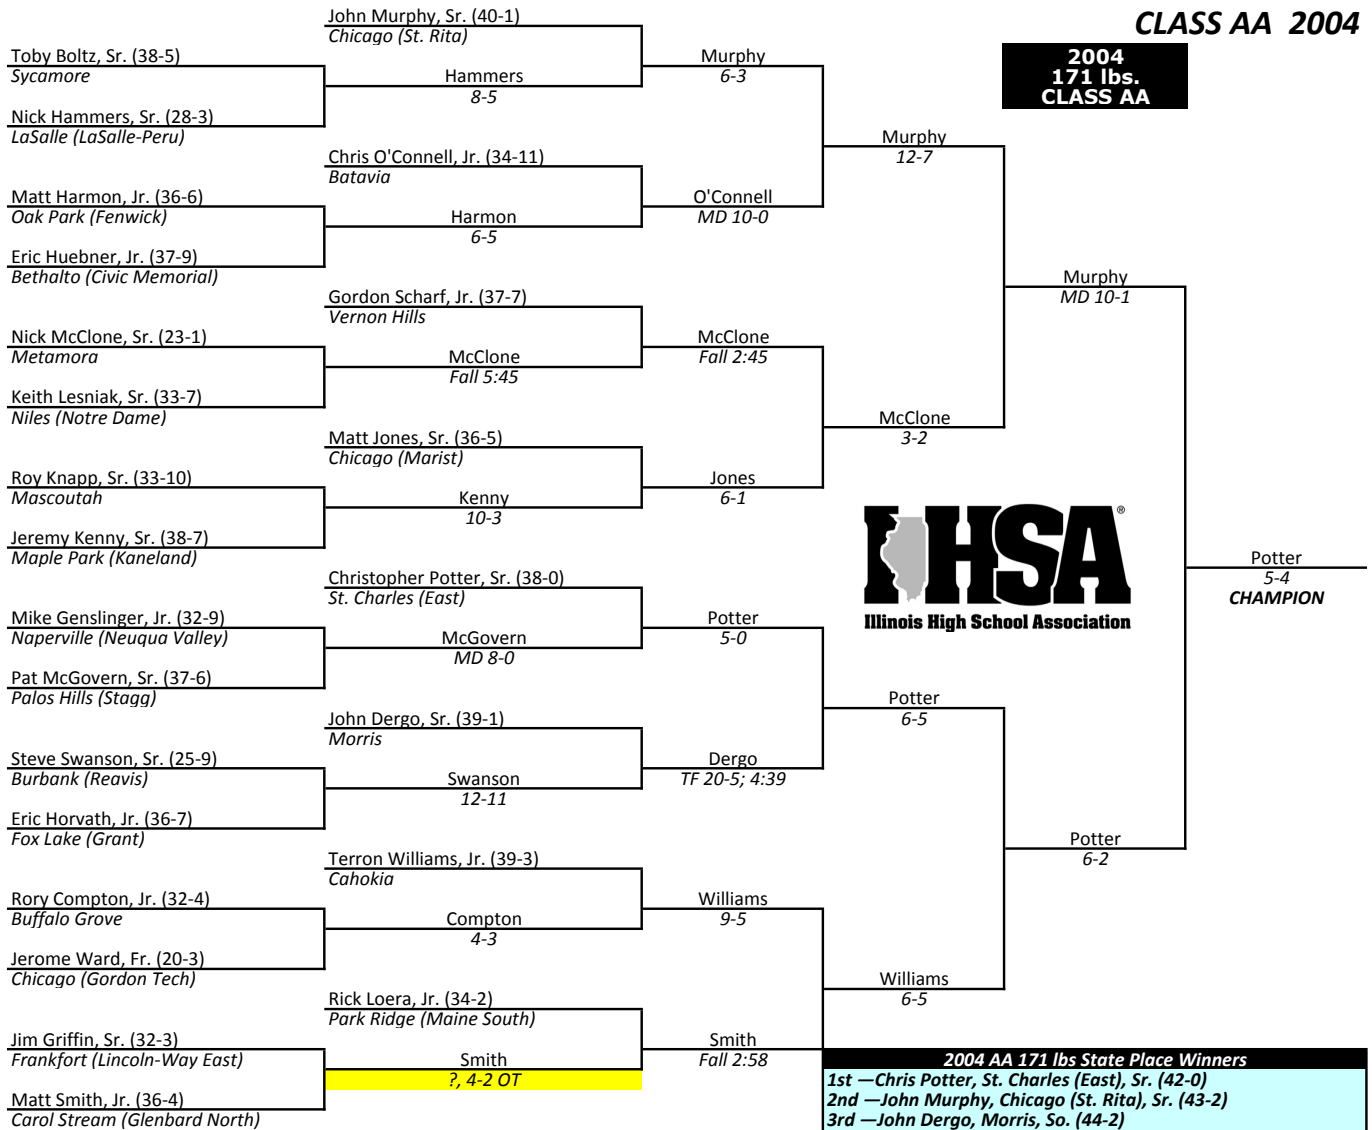 CLASS AA  2004
2004
171 lbs.
CLASS AA
Toby Boltz, Sr. (38-5)
Sycamore
Nick Hammers, Sr. (28-3)
LaSalle (LaSalle-Peru)
Matt Harmon, Jr. (36-6)
Oak Park (Fenwick)
Eric Huebner, Jr. (37-9)
Bethalto (Civic Memorial)
Nick McClone, Sr. (23-1)
Metamora
Keith Lesniak, Sr. (33-7)
Niles (Notre Dame)
Roy Knapp, Sr. (33-10)
Mascoutah
Jeremy Kenny, Sr. (38-7)
Maple Park (Kaneland)
Mike Genslinger, Jr. (32-9)
Naperville (Neuqua Valley)
Pat McGovern, Sr. (37-6)
Palos Hills (Stagg)
Steve Swanson, Sr. (25-9)
Burbank (Reavis)
Eric Horvath, Jr. (36-7)
Fox Lake (Grant)
Rory Compton, Jr. (32-4)
Buffalo Grove
Jerome Ward, Fr. (20-3)
Chicago (Gordon Tech)
Jim Griffin, Sr. (32-3)
Frankfort (Lincoln-Way East)
Matt Smith, Jr. (36-4)
Carol Stream (Glenbard North)
John Murphy, Sr. (40-1)
Chicago (St. Rita)
Hammers
8-5
Chris O'Connell, Jr. (34-11)
Batavia
Harmon
6-5
Gordon Scharf, Jr. (37-7)
Vernon Hills
McClone
Fall 5:45
Matt Jones, Sr. (36-5)
Chicago (Marist)
Kenny
10-3
Christopher Potter, Sr. (38-0)
St. Charles (East)
McGovern
MD 8-0
John Dergo, Sr. (39-1)
Morris
Swanson
12-11
Terron Williams, Jr. (39-3)
Cahokia
Compton
4-3
Rick Loera, Jr. (34-2)
Park Ridge (Maine South)
Smith
?, 4-2 OT
Murphy
6-3
O'Connell
MD 10-0
McClone
Fall 2:45
Jones
6-1
Potter
5-0
Dergo
TF 20-5; 4:39
Williams
9-5
Smith
Fall 2:58
Murphy
12-7
McClone
3-2
Potter
6-5
Williams
6-5
Murphy
MD 10-1
Potter
6-2
Potter
5-4
CHAMPION
IHSA®
Illinois High School Association
2004 AA 171 lbs State Place Winners
1st —Chris Potter, St. Charles (East), Sr. (42-0)
2nd —John Murphy, Chicago (St. Rita), Sr. (43-2)
3rd —John Dergo, Morris, So. (44-2)